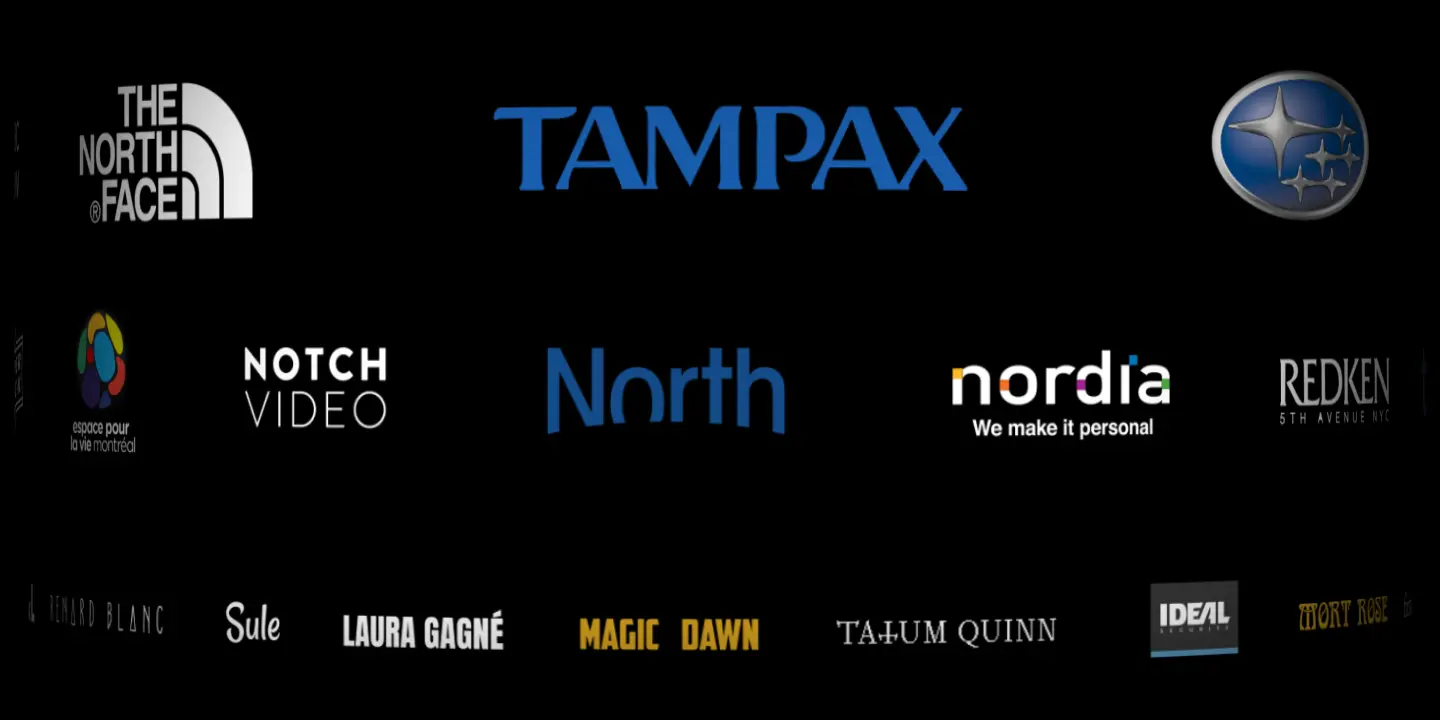 THE
NORTH
®FACE
TAMPAX
espace pour
la vie montréal
NOTCH
VIDEO
North
nordia
We make it personal
REDKEN
5TH AVENUE NYC
RENARD BLANC
Sule
LAURA GAGNÉ
MAGIC DAWN
TATUM QUINN
IDEAL
SECURITY
MORT ROSE